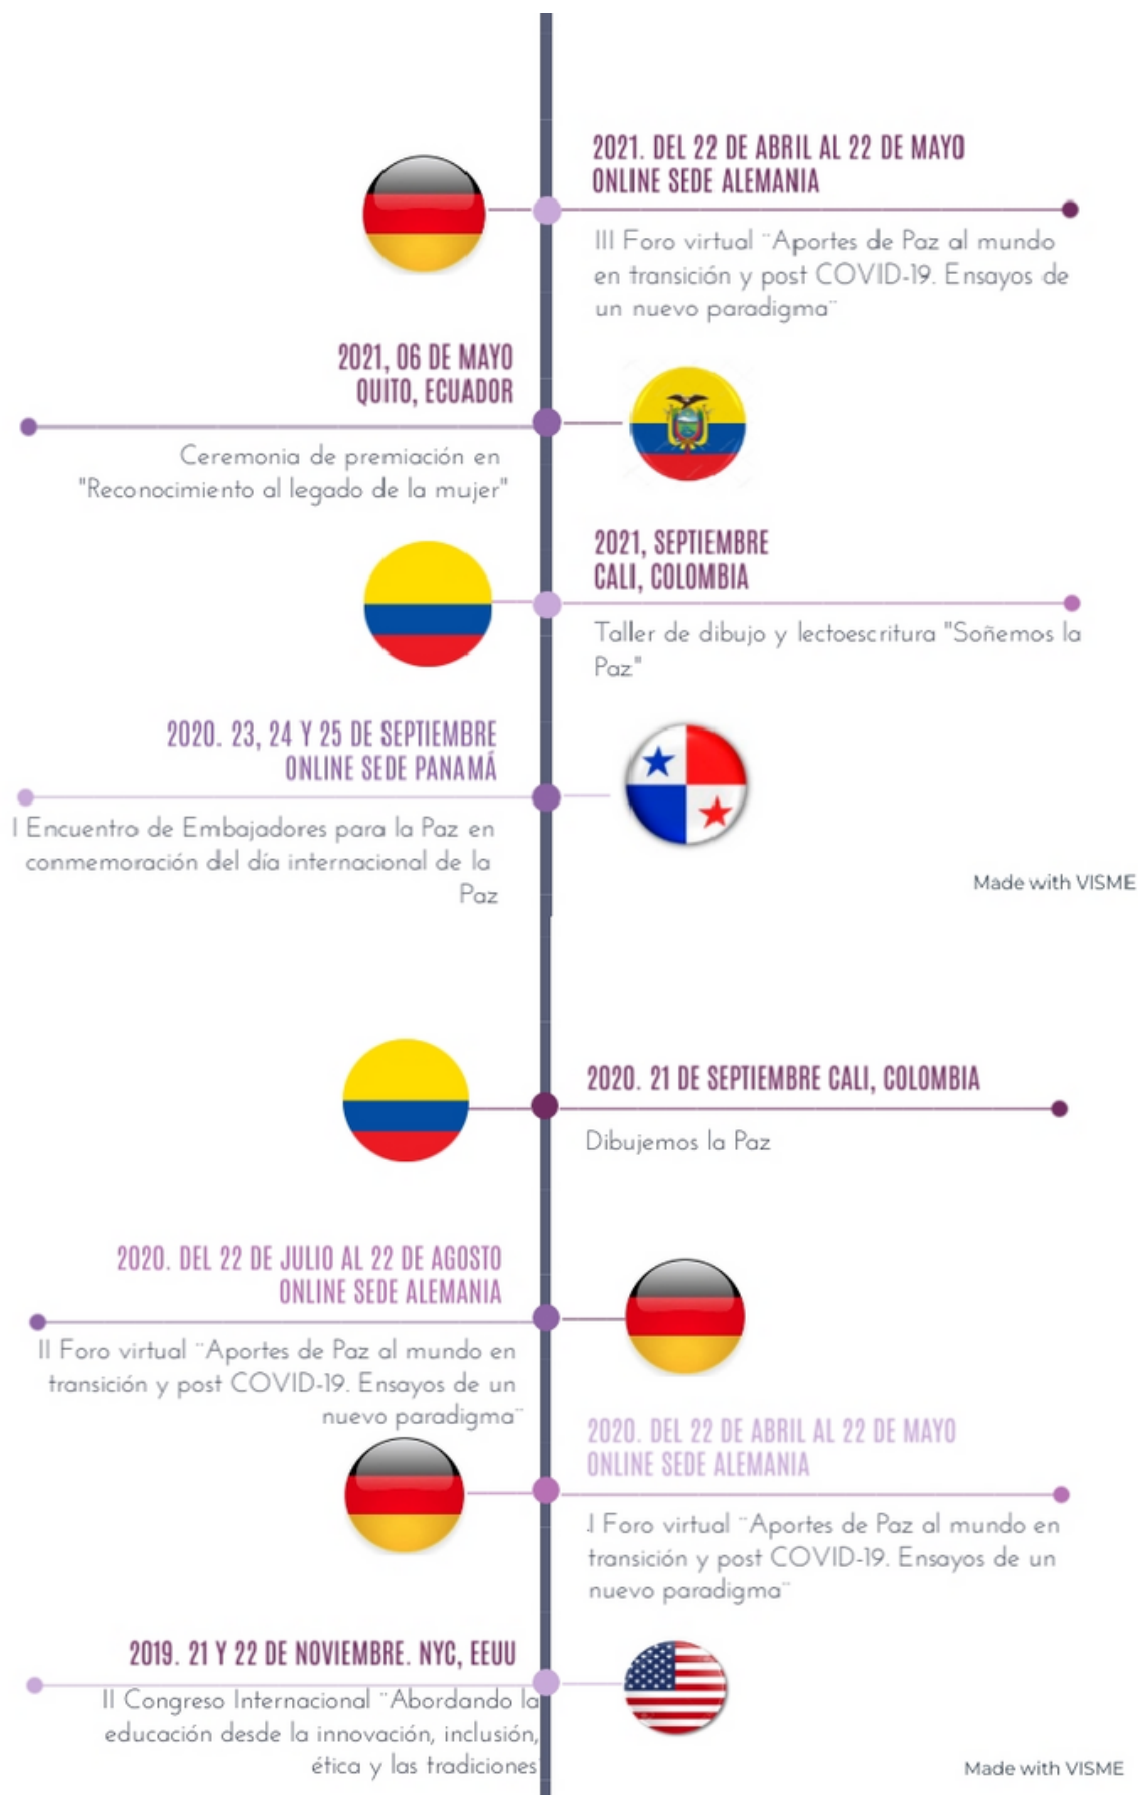 2021. DEL 22 DE ABRIL AL 22 DE MAYO
ONLINE SEDE ALEMANIA
III Foro virtual ¨Aportes de Paz al mundo
en transición y post COVID-19. Ensayos de
un nuevo paradigma¨
2021, 06 DE MAYO
QUITO, ECUADOR
Ceremonia de premiación en
"Reconocimiento al legado de la mujer"
2021, SEPTIEMBRE
CALI, COLOMBIA
Taller de dibujo y lectoescritura "Soñemos la
Paz"
2020. 23, 24 Y 25 DE SEPTIEMBRE
ONLINE SEDE PANAMÁ
I Encuentro de Embajadores para la Paz en
conmemoración del día internacional de la
Paz
Made with VISME
2020. 21 DE SEPTIEMBRE CALI, COLOMBIA
Dibujemos la Paz
2020. DEL 22 DE JULIO AL 22 DE AGOSTO
ONLINE SEDE ALEMANIA
II Foro virtual ¨Aportes de Paz al mundo en
transición y post COVID-19. Ensayos de un
nuevo paradigma¨
2020. DEL 22 DE ABRIL AL 22 DE MAYO
ONLINE SEDE ALEMANIA
.I Foro virtual ¨Aportes de Paz al mundo en
transición y post COVID-19. Ensayos de un
nuevo paradigma¨
2019. 21 Y 22 DE NOVIEMBRE. NYC, EEUU
II Congreso Internacional ¨Abordando la
educación desde la innovación, inclusión,
ética y las tradiciones
Made with VISME